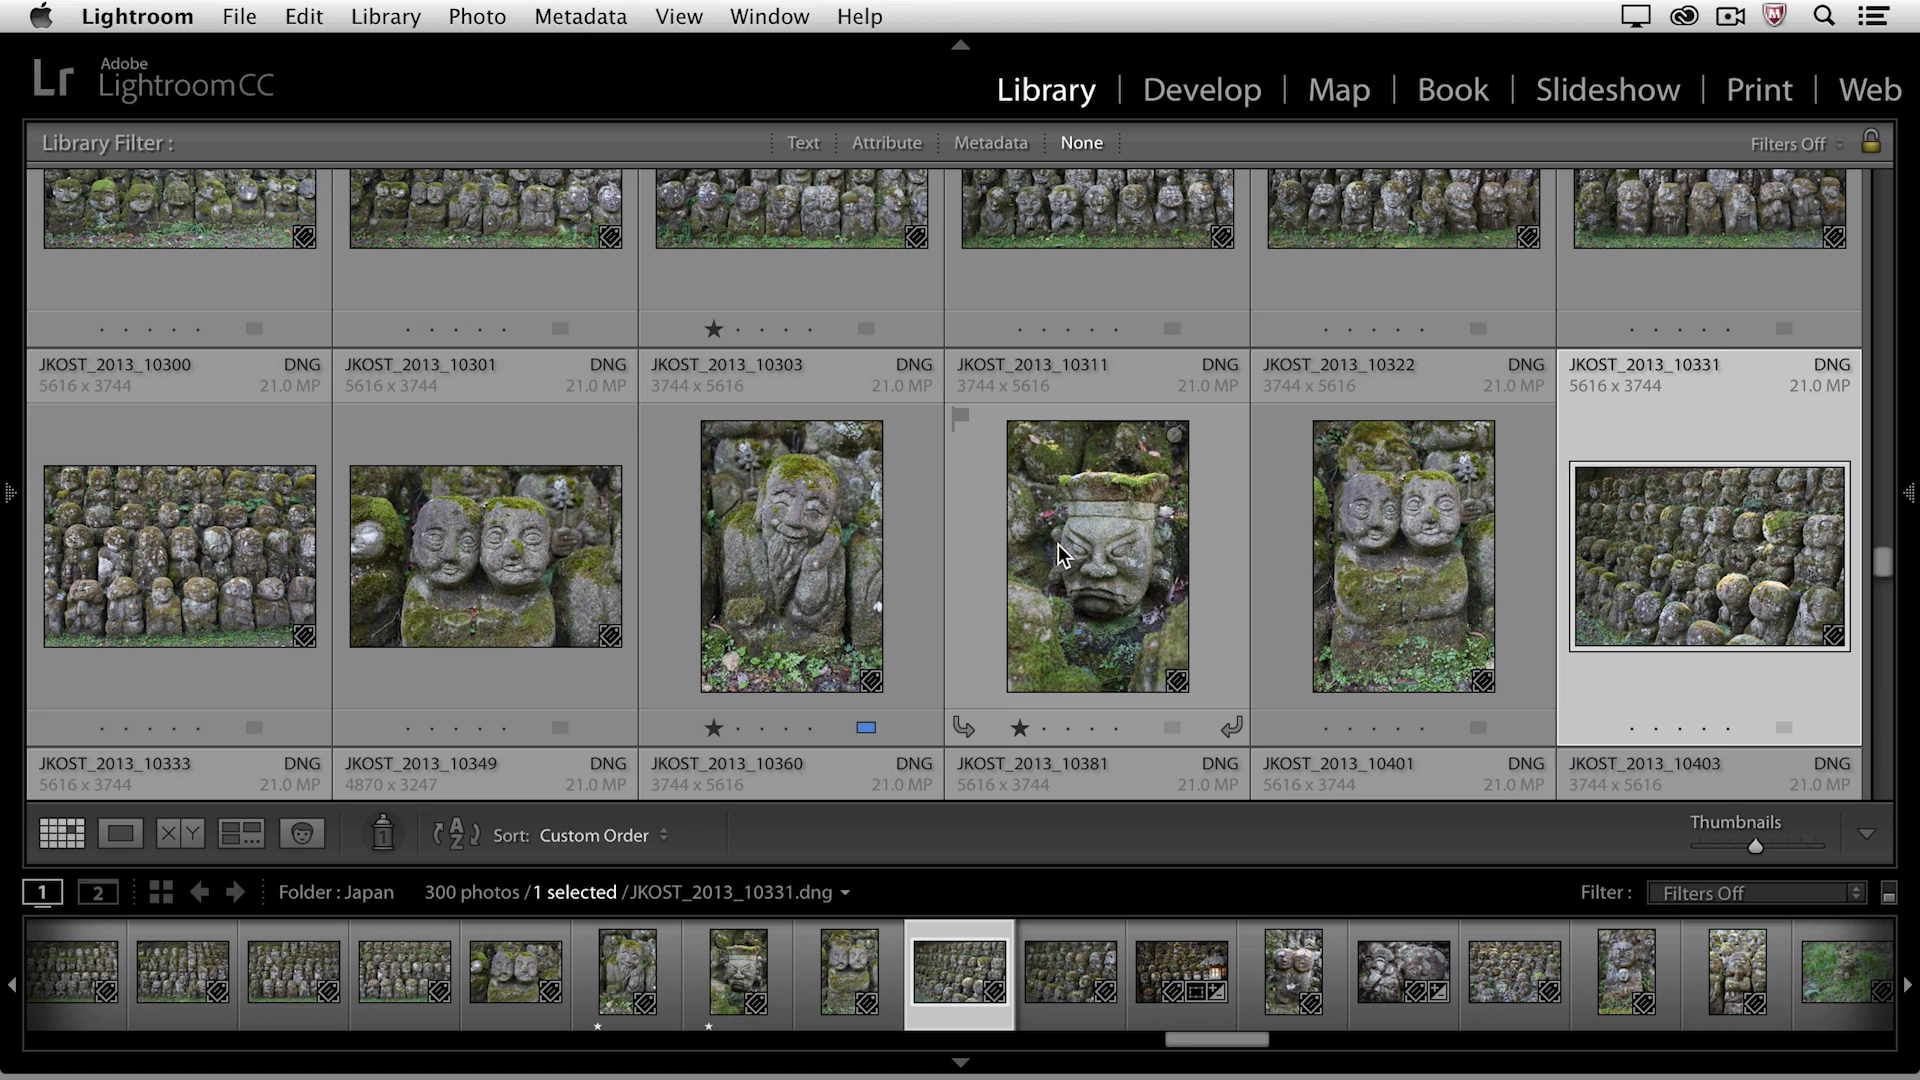 Lightroom File Edit Library Photo Metadata View Window Help
Lr Adobe
Lightroom CC
Library | Develop | Map | Book | Slideshow | Print | Web
Library Filter : Text Attribute Metadata None Filters Off
JKOST_2013_10300 DNG JKOST_2013_10301 DNG JKOST_2013_10303 DNG JKOST_2013_10311 DNG JKOST_2013_10322 DNG JKOST_2013_10331 DNG
5616 x 3744 21.0 MP 5616 x 3744 21.0 MP 3744 x 5616 21.0 MP 3744 x 5616 21.0 MP 3744 x 5616 21.0 MP 5616 x 3744 21.0 MP
JKOST_2013_10333 DNG JKOST_2013_10349 DNG JKOST_2013_10360 DNG JKOST_2013_10381 DNG JKOST_2013_10401 DNG JKOST_2013_10403 DNG
5616 x 3744 21.0 MP 4870 x 3247 21.0 MP 3744 x 5616 21.0 MP 5616 x 3744 21.0 MP 5616 x 3744 21.0 MP 3744 x 5616 21.0 MP
X Y 1 A Z Sort: Custom Order Thumbnails
1 2 Folder : Japan 300 photos / 1 selected / JKOST_2013_10331.dng Filter : Filters Off